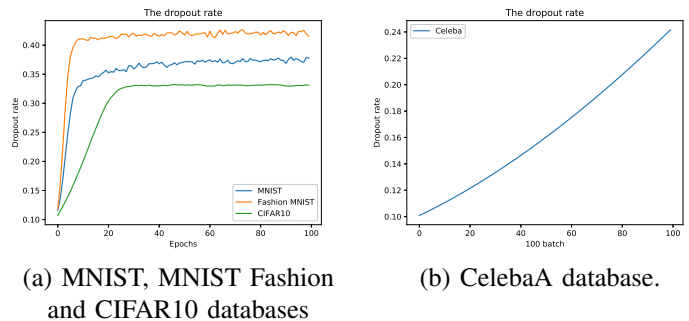 The dropout rate
0.40
0.35
0.30
0.25
0.20
0.15
0.10
Dropout rate
MNIST
Fashion MNIST
CIFAR10
0
20
40
60
80
100
Epochs
(a) MNIST, MNIST Fashion
and CIFAR10 databases
The dropout rate
Celeba
0.24
0.22
0.20
0.18
0.16
0.14
0.12
0.10
Dropout rate
0
20
40
60
80
100
100 batch
(b) CelebaA database.